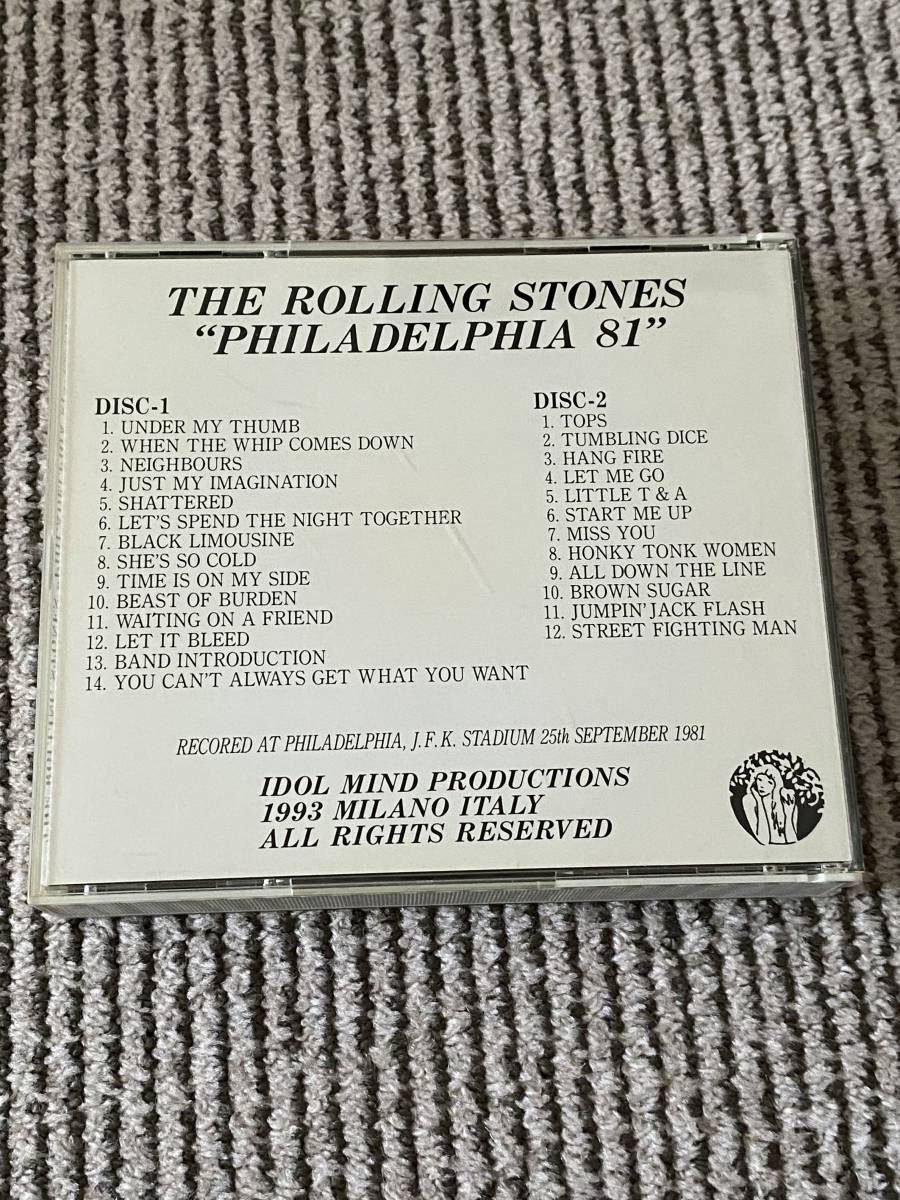 THE ROLLING STONES
“PHILADELPHIA 81”
DISC-1
1. UNDER MY THUMB
2. WHEN THE WHIP COMES DOWN
3. NEIGHBOURS
4. JUST MY IMAGINATION
5. SHATTERED
6. LET'S SPEND THE NIGHT TOGETHER
7. BLACK LIMOUSINE
8. SHE'S SO COLD
9. TIME IS ON MY SIDE
10. BEAST OF BURDEN
11. WAITING ON A FRIEND
12. LET IT BLEED
13. BAND INTRODUCTION
14. YOU CAN'T ALWAYS GET WHAT YOU WANT
DISC-2
1. TOPS
2. TUMBLING DICE
3. HANG FIRE
4. LET ME GO
5. LITTLE T & A
6. START ME UP
7. MISS YOU
8. HONKY TONK WOMEN
9. ALL DOWN THE LINE
10. BROWN SUGAR
11. JUMPIN' JACK FLASH
12. STREET FIGHTING MAN
RECORED AT PHILADELPHIA, J.F.K. STADIUM 25th SEPTEMBER 1981
IDOL MIND PRODUCTIONS
1993 MILANO ITALY
ALL RIGHTS RESERVED